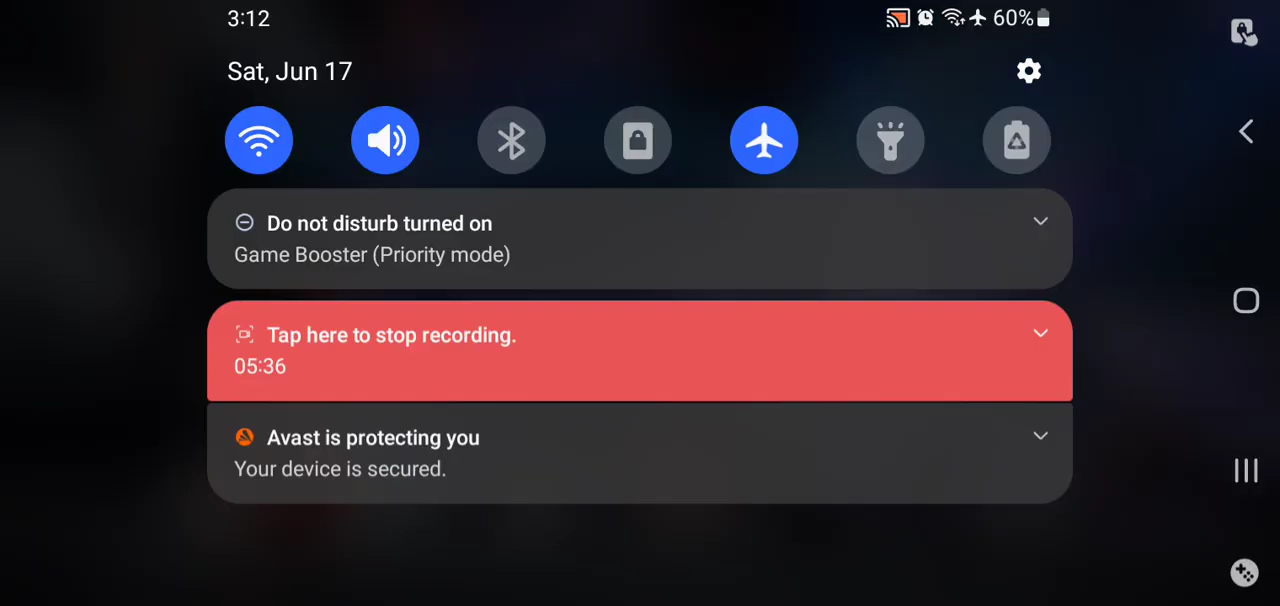 3:12
60%
Sat, Jun 17
Do not disturb turned on
Game Booster (Priority mode)
Tap here to stop recording.
05:36
Avast is protecting you
Your device is secured.